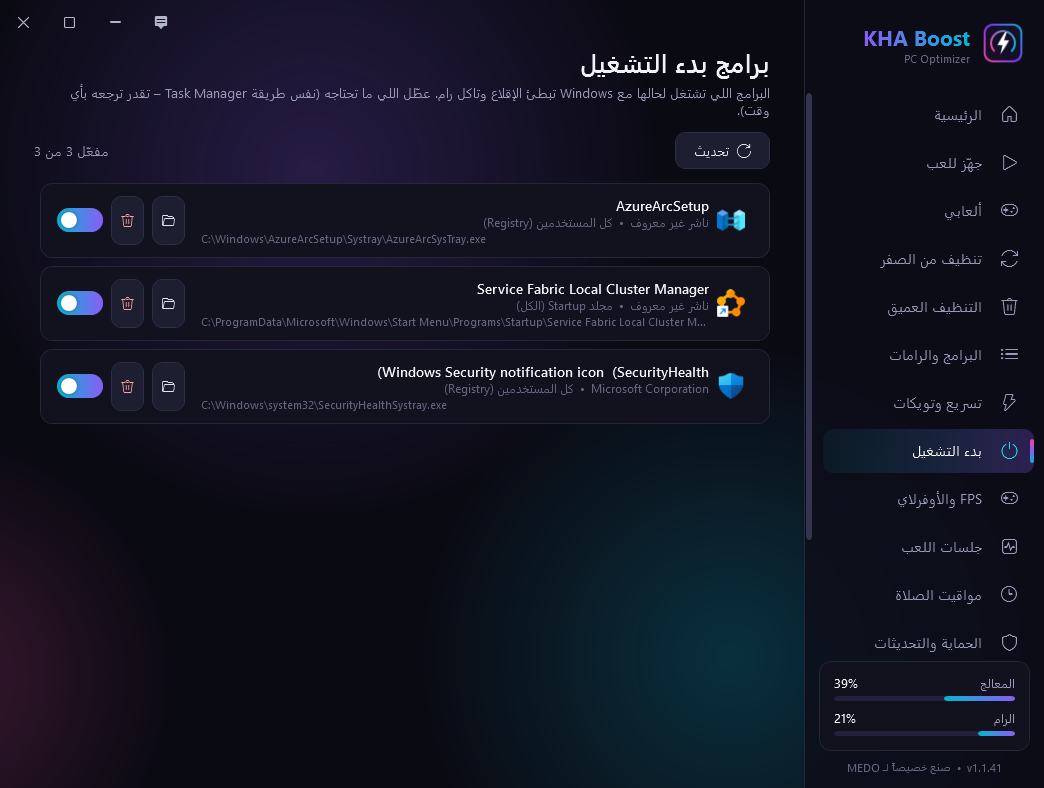 KHA Boost
PC Optimizer
الرئيسية
جهّز للعب
ألعابي
تنظيف من الصفر
التنظيف العميق
البرامج والرامات
تسريع وتويكات
بدء التشغيل
FPS والأوفرلاي
جلسات اللعب
مواقيت الصلاة
الحماية والتحديثات
المعالج 39%
الرام 21%
v1.1.41 • صنع خصيصاً لـ MEDO
برامج بدء التشغيل
البرامج اللي تشتغل لحالها مع Windows تبطئ الإقلاع وتاكل رام. عطّل اللي ما تحتاجه (نفس طريقة Task Manager – تقدر ترجعه بأي
وقت).
تحديث
مفعّل 3 من 3
AzureArcSetup
ناشر غير معروف • كل المستخدمين (Registry)
C:\Windows\AzureArcSetup\Systray\AzureArcSysTray.exe
Service Fabric Local Cluster Manager
ناشر غير معروف • مجلد Startup (الكل)
C:\ProgramData\Microsoft\Windows\Start Menu\Programs\Startup\Service Fabric Local Cluster M...
(Windows Security notification icon (SecurityHealth
Microsoft Corporation • كل المستخدمين (Registry)
C:\Windows\system32\SecurityHealthSystray.exe